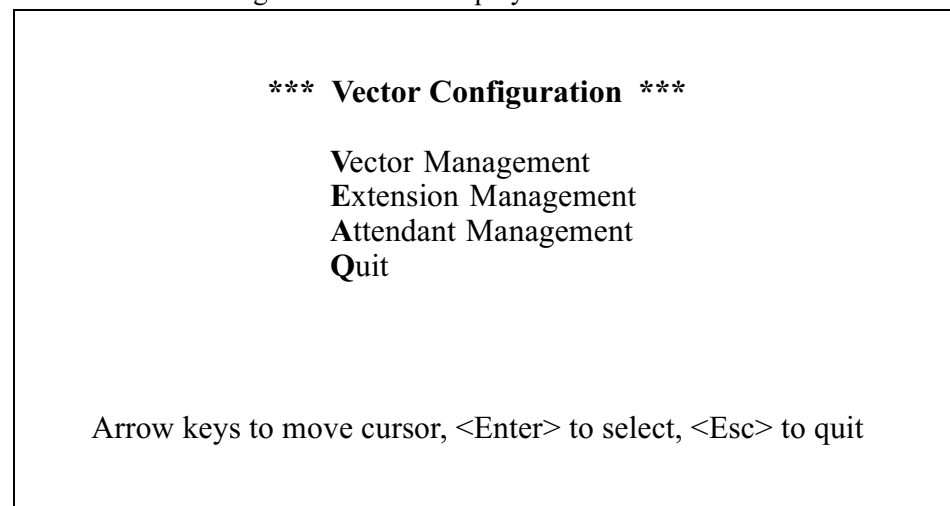 *** Vector Configuration ***
Vector Management
Extension Management
Attendant Management
Quit
Arrow keys to move cursor, <Enter> to select, <Esc> to quit